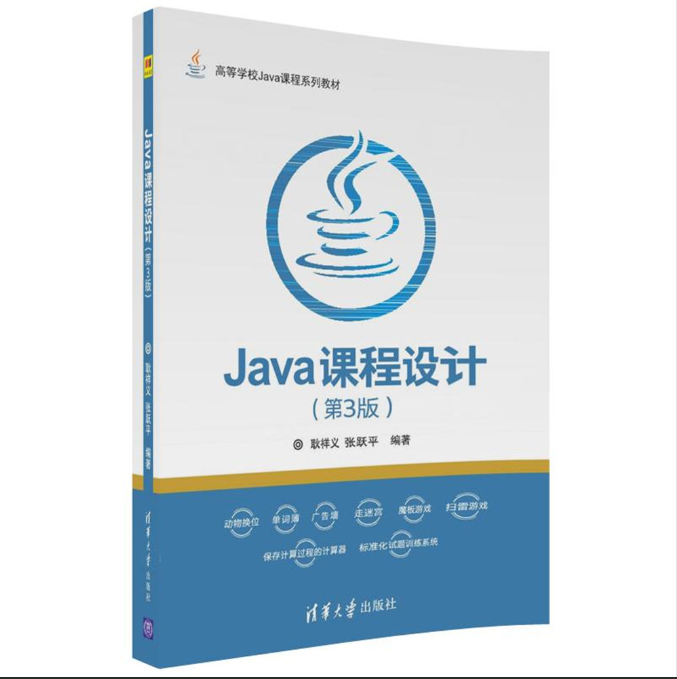 高等学校Java课程系列教材
Java课程设计
（第3版）
◎ 耿祥义 张跃平 编著
动物换位 单词簿 广告墙 走迷宫 魔板游戏 扫雷游戏
保存计算过程的计算器 标准化试题训练系统
清华大学出版社
Java课程设计（第3版）
◎ 耿祥义 张跃平 编著
清华大学出版社